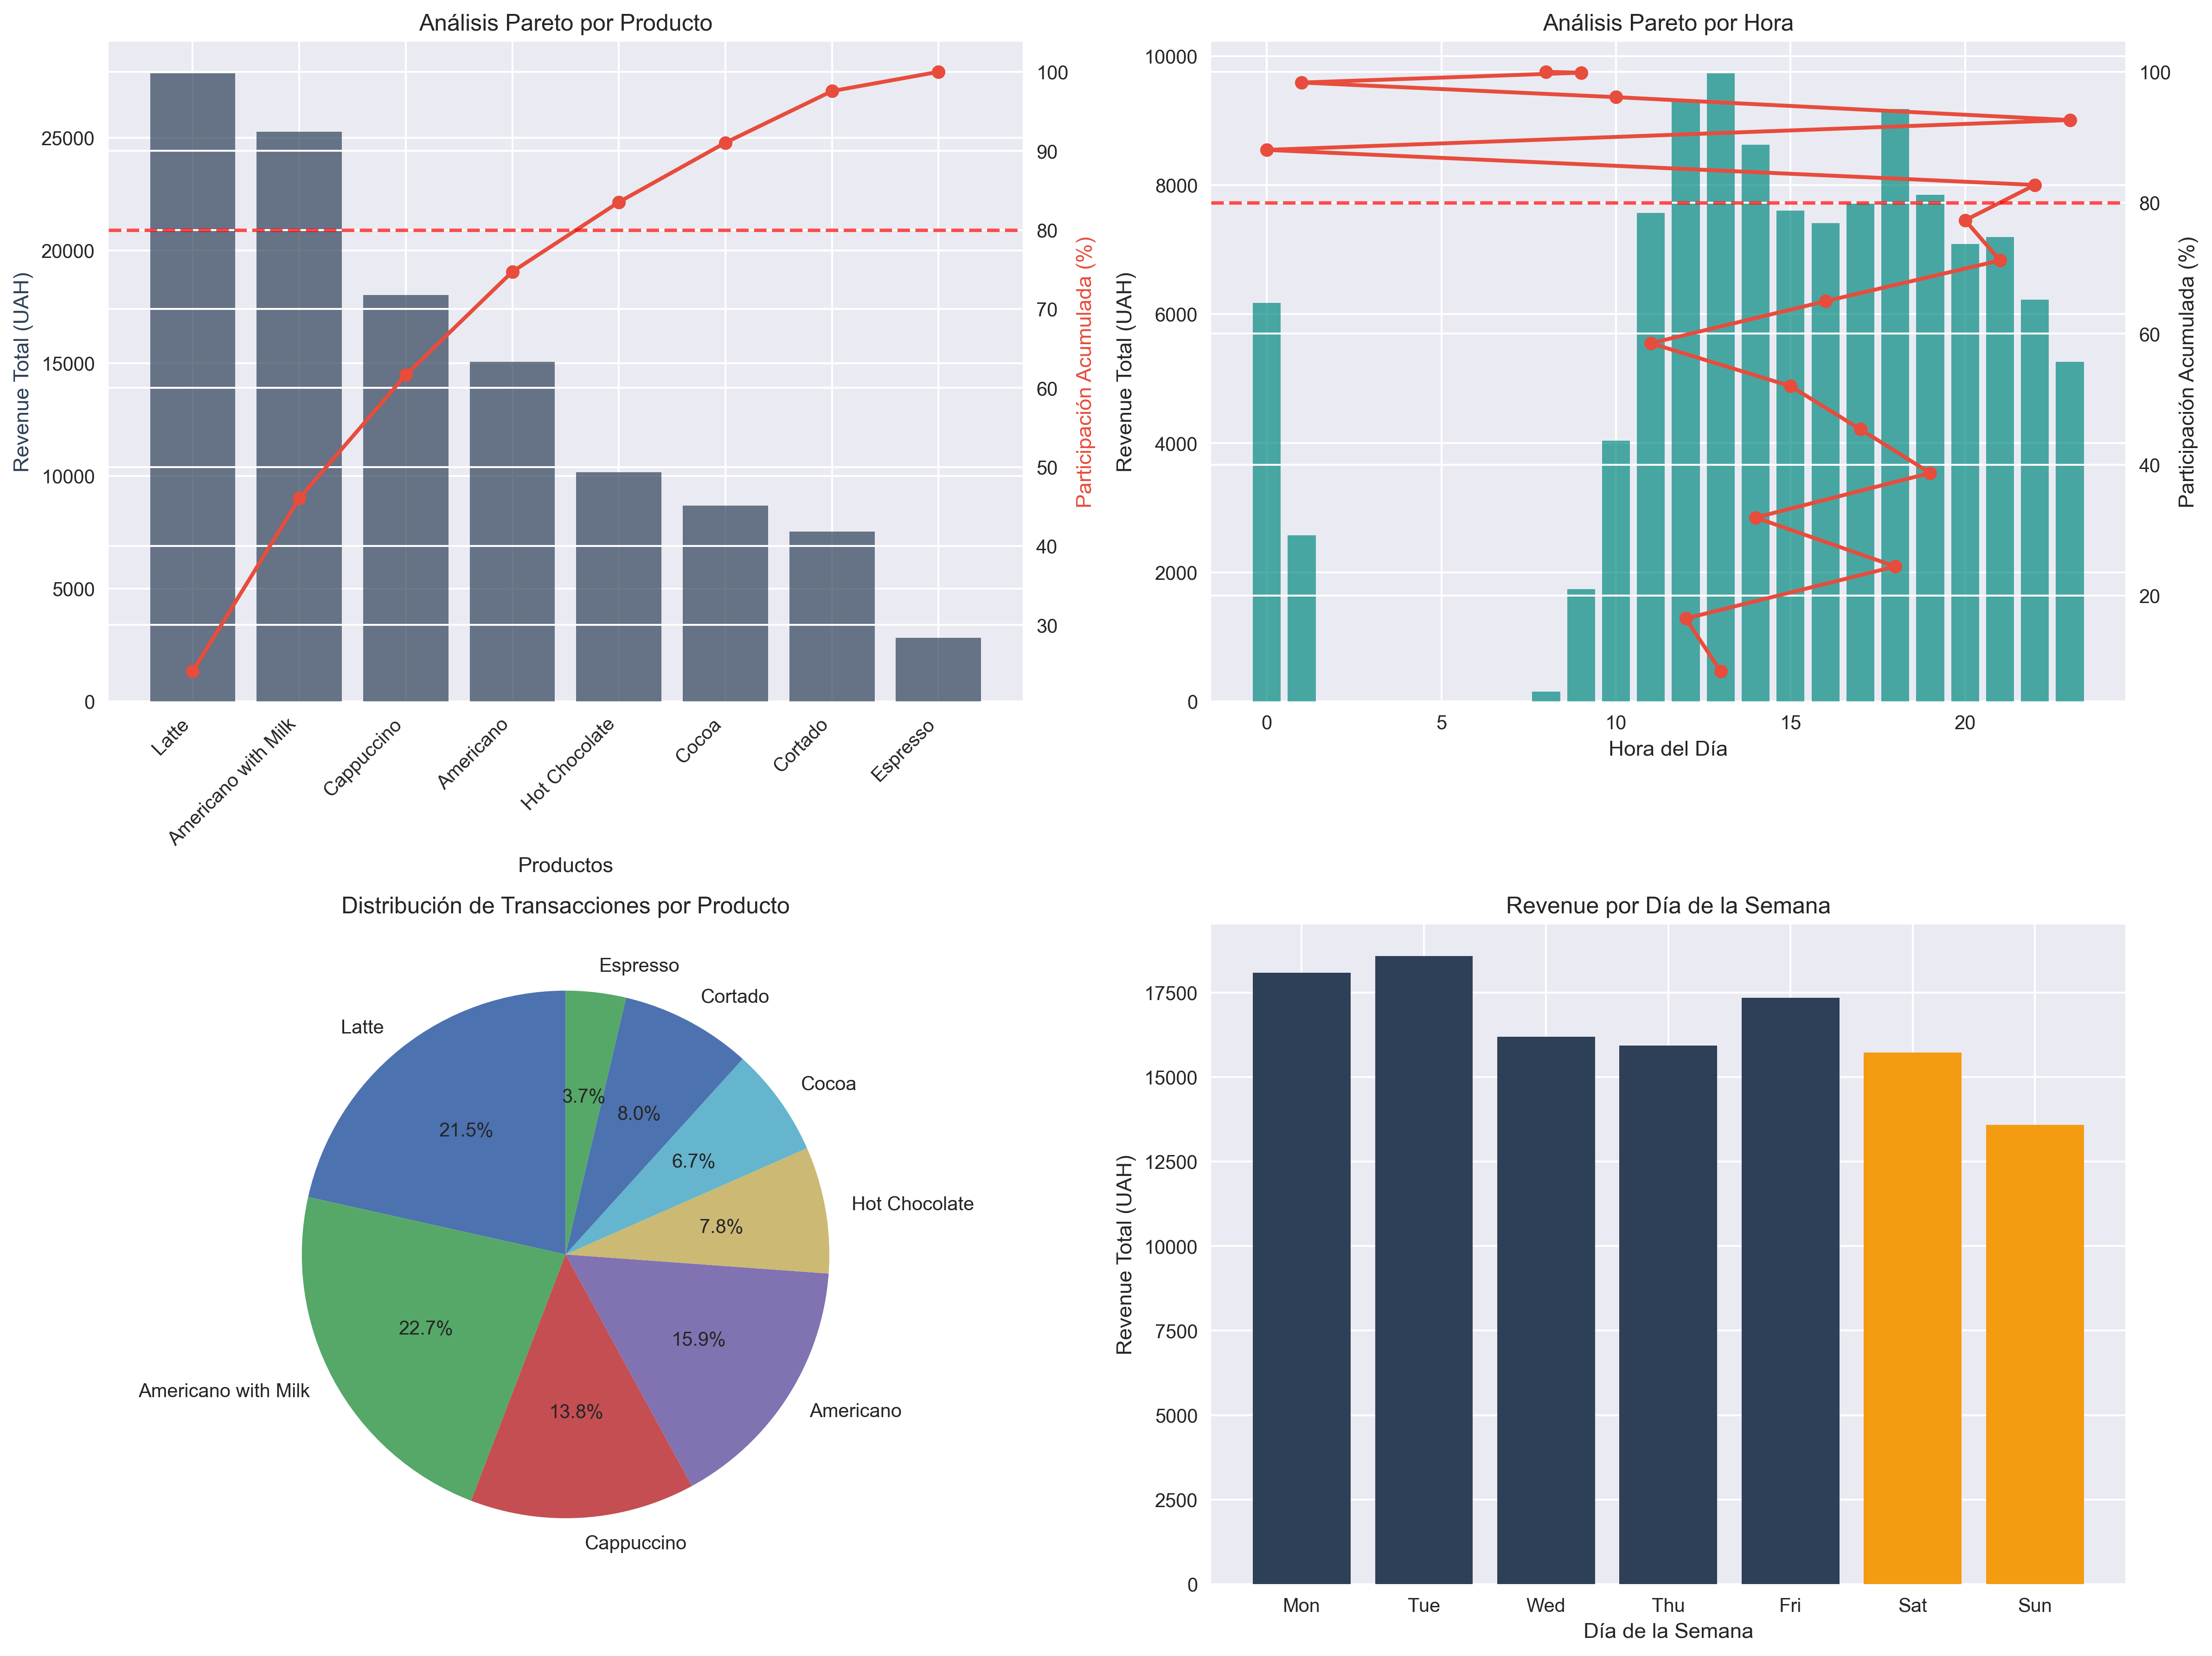 Análisis Pareto por Producto
Revenue Total (UAH)
25000
20000
15000
10000
5000
0
100
90
80
70
60
50
40
30
Participación Acumulada (%)
Latte
Americano with Milk
Cappuccino
Americano
Hot Chocolate
Cocoa
Cortado
Espresso
Productos
Análisis Pareto por Hora
Revenue Total (UAH)
10000
8000
6000
4000
2000
0
100
80
60
40
20
Participación Acumulada (%)
0 5 10 15 20
Hora del Día
Distribución de Transacciones por Producto
Espresso
Cortado
Latte
Cocoa
3.7%
8.0%
21.5%
6.7%
Hot Chocolate
7.8%
22.7%
15.9%
Americano with Milk
13.8%
Americano
Cappuccino
Revenue por Día de la Semana
Revenue Total (UAH)
17500
15000
12500
10000
7500
5000
2500
0
Mon Tue Wed Thu Fri Sat Sun
Día de la Semana